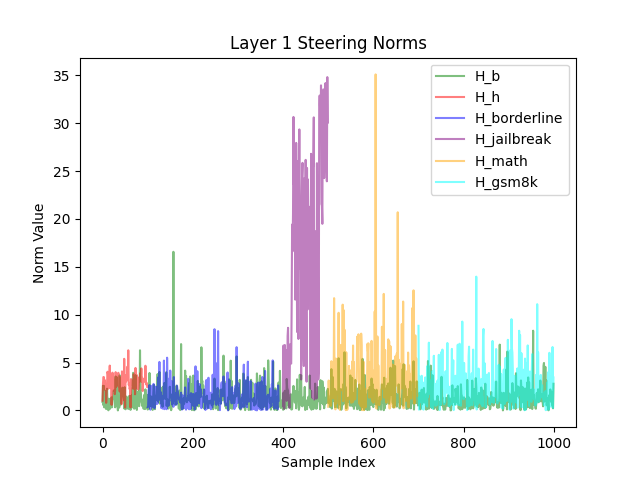 Layer 1 Steering Norms
Norm Value
35
30
25
20
15
10
5
0
H_b
H_h
H_borderline
H_jailbreak
H_math
H_gsm8k
0
200
400
600
800
1000
Sample Index